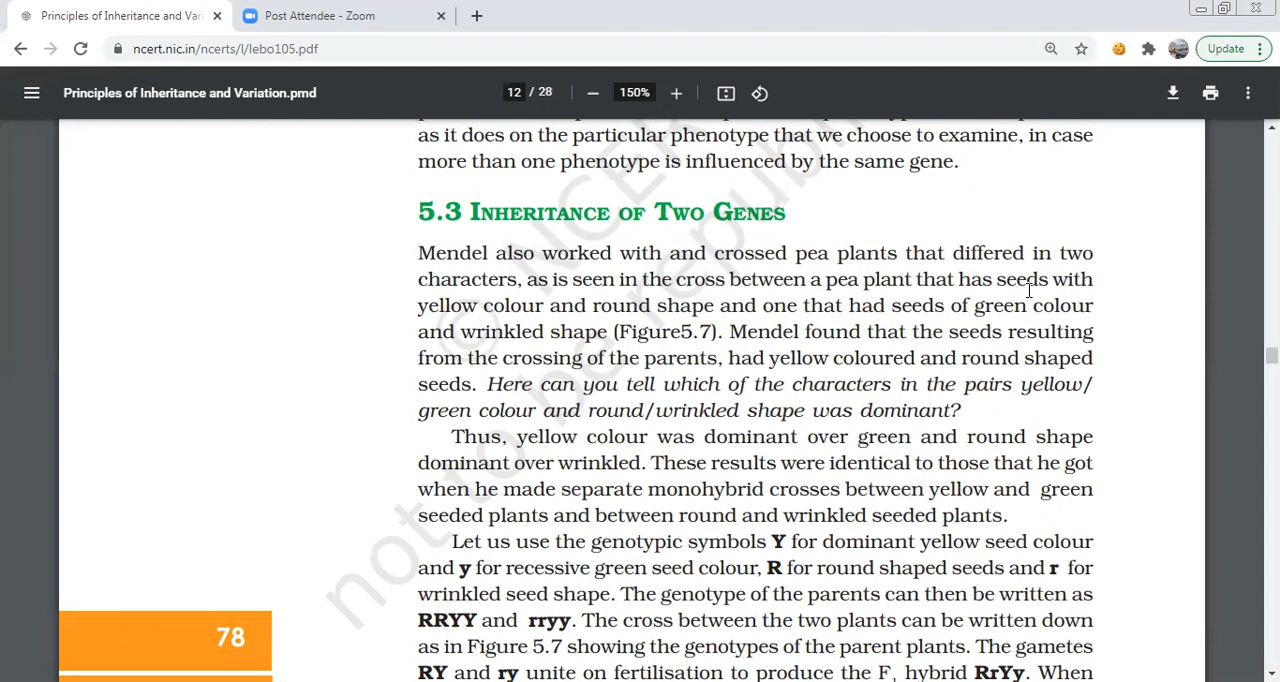 Principles of Inheritance and Var
Post Attendee - Zoom
ncert.nic.in/ncerts/l/lebo105.pdf
Update
Principles of Inheritance and Variation.pmd
12 / 28
150%
as it does on the particular phenotype that we choose to examine, in case
more than one phenotype is influenced by the same gene.
5.3 Inheritance of Two Genes
Mendel also worked with and crossed pea plants that differed in two
characters, as is seen in the cross between a pea plant that has seeds with
yellow colour and round shape and one that had seeds of green colour
and wrinkled shape (Figure5.7). Mendel found that the seeds resulting
from the crossing of the parents, had yellow coloured and round shaped
seeds. Here can you tell which of the characters in the pairs yellow/
green colour and round/wrinkled shape was dominant?
Thus, yellow colour was dominant over green and round shape
dominant over wrinkled. These results were identical to those that he got
when he made separate monohybrid crosses between yellow and green
seeded plants and between round and wrinkled seeded plants.
Let us use the genotypic symbols Y for dominant yellow seed colour
and y for recessive green seed colour, R for round shaped seeds and r for
wrinkled seed shape. The genotype of the parents can then be written as
RRYY and rryy. The cross between the two plants can be written down
as in Figure 5.7 showing the genotypes of the parent plants. The gametes
RY and ry unite on fertilisation to produce the F1 hybrid RrYy. When
78
© NCER
not to be republi